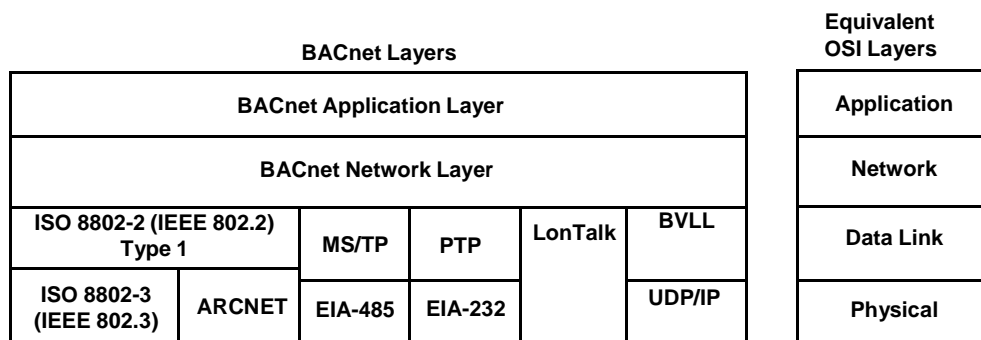 Equivalent
OSI Layers
BACnet Layers
BACnet Application Layer
Application
BACnet Network Layer
Network
ISO 8802-2 (IEEE 802.2)
Type 1
MS/TP
PTP
LonTalk
BVLL
Data Link
ISO 8802-3
(IEEE 802.3)
ARCNET
EIA-485
EIA-232
UDP/IP
Physical